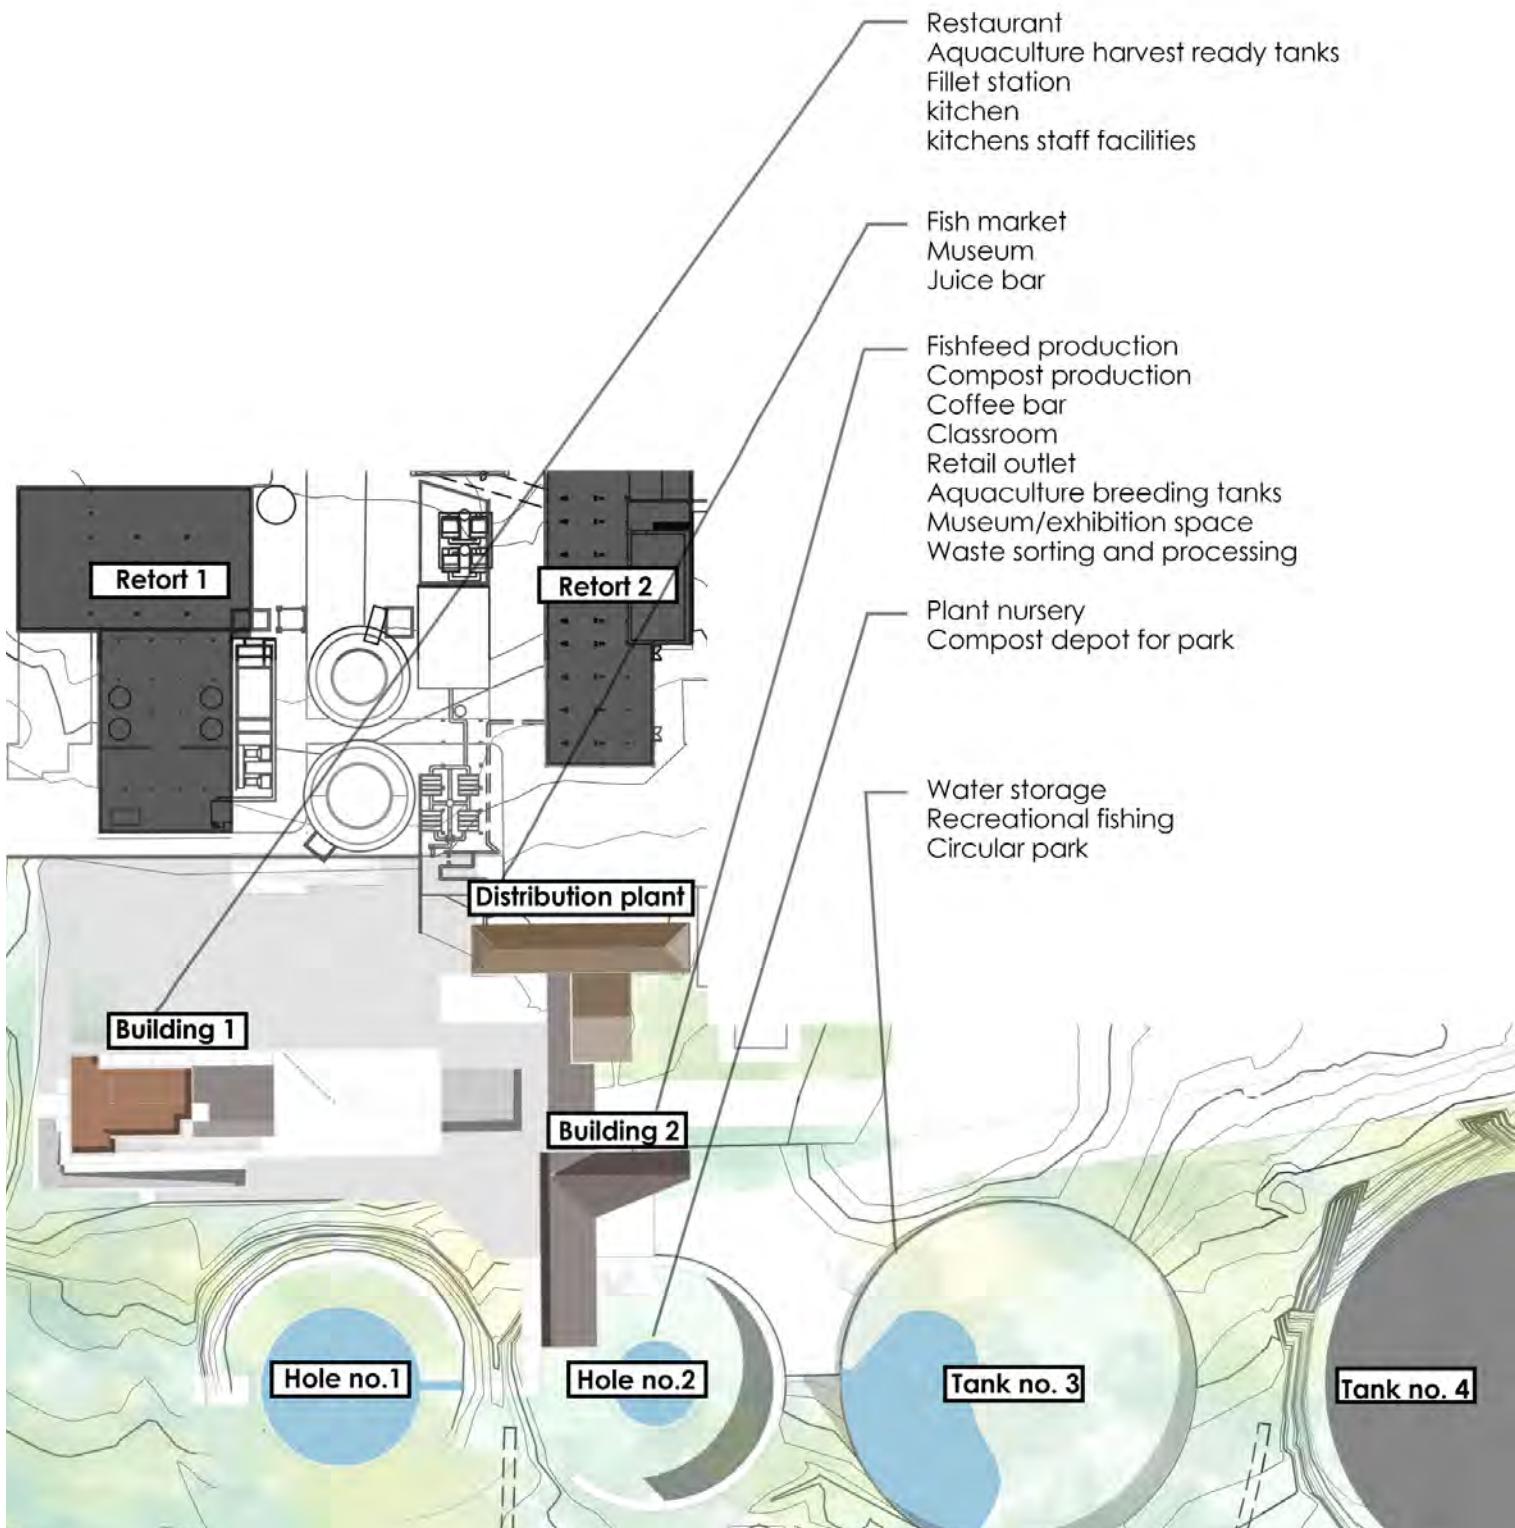 Restaurant
Aquaculture harvest ready tanks
Fillet station
kitchen
kitchens staff facilities
Fish market
Museum
Juice bar
Fishfeed production
Compost production
Coffee bar
Classroom
Retail outlet
Aquaculture breeding tanks
Museum/exhibition space
Waste sorting and processing
Plant nursery
Compost depot for park
Water storage
Recreational fishing
Circular park
Retort 1
Retort 2
Distribution plant
Building 1
Building 2
Hole no.1
Hole no.2
Tank no. 3
Tank no. 4